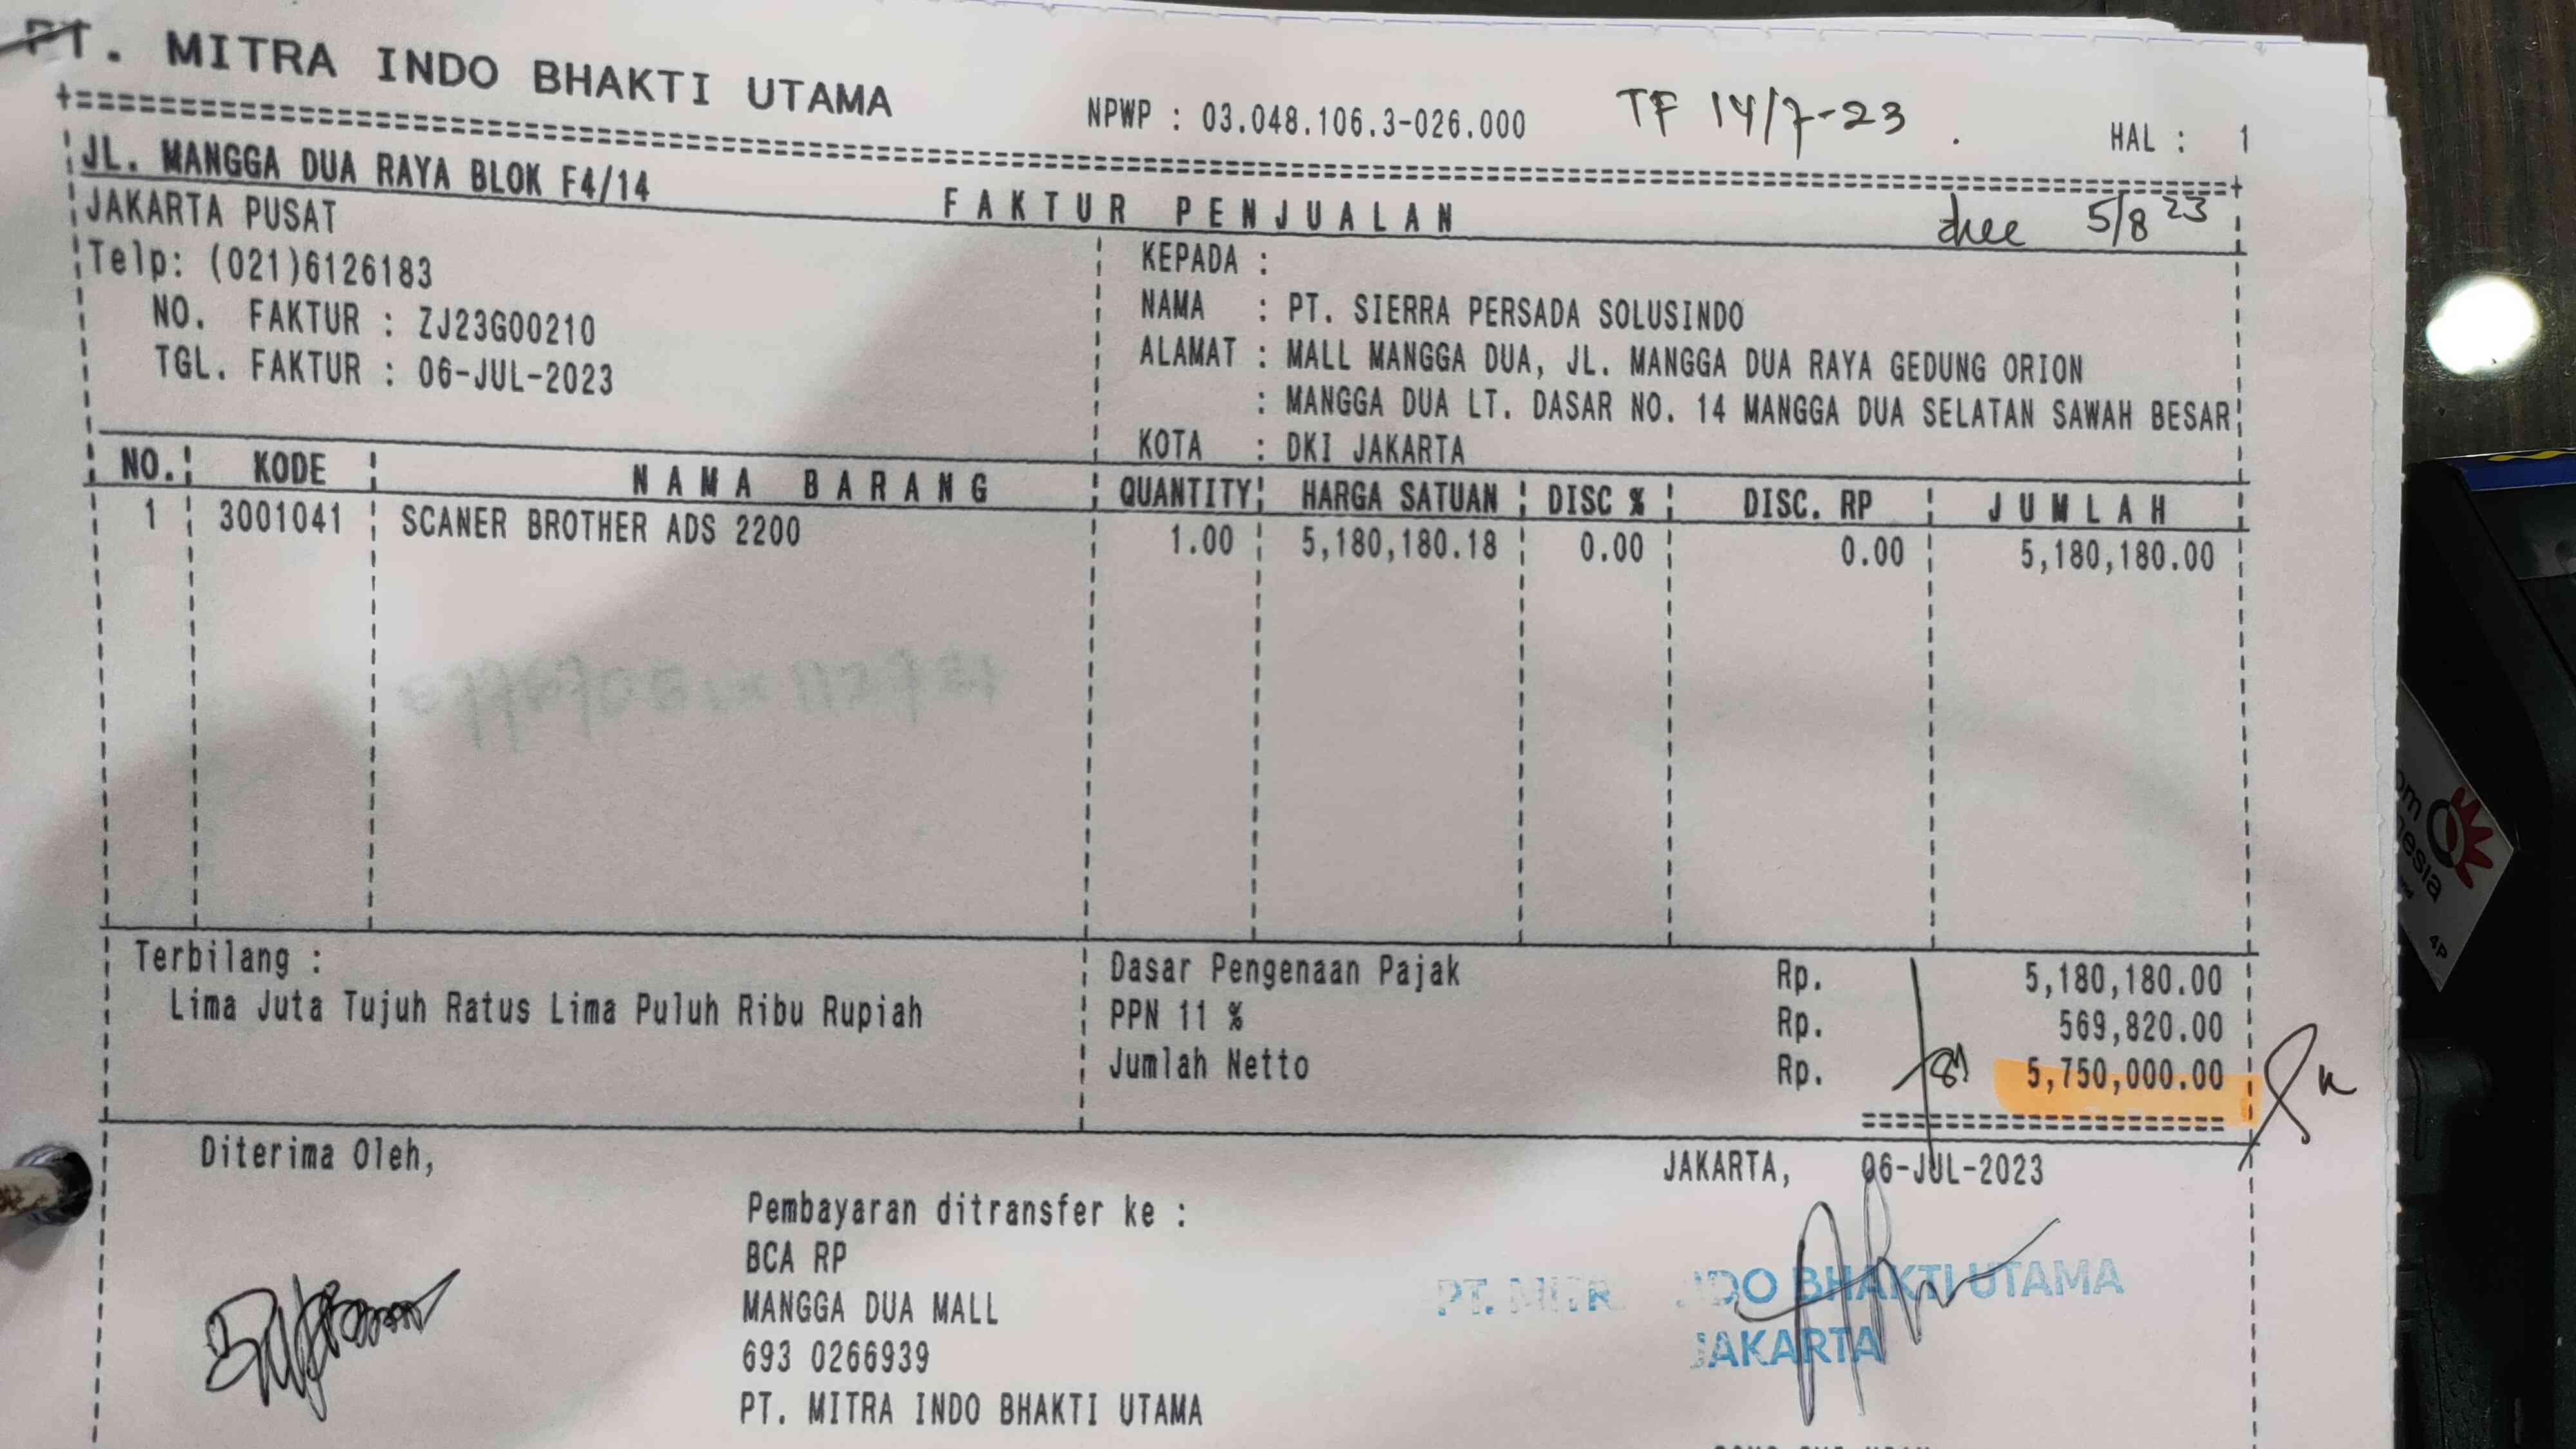 PT. MITRA INDO BHAKTI UTAMA
NPWP : 03.048.106.3-026.000
TF 14/7-23
HAL : 1
JL. MANGGA DUA RAYA BLOK F4/14
JAKARTA PUSAT
Telp: (021)6126183
NO. FAKTUR : ZJ23G00210
TGL. FAKTUR : 06-JUL-2023
FAKTUR PENJUALAN
due 5/8 23
KEPADA :
NAMA : PT. SIERRA PERSADA SOLUSINDO
ALAMAT : MALL MANGGA DUA, JL. MANGGA DUA RAYA GEDUNG ORION
: MANGGA DUA LT. DASAR NO. 14 MANGGA DUA SELATAN SAWAH BESAR
KOTA : DKI JAKARTA
NO. KODE NAMA BARANG QUANTITY HARGA SATUAN DISC % DISC. RP JUMLAH
1 3001041 SCANER BROTHER ADS 2200 1.00 5,180,180.18 0.00 0.00 5,180,180.00
Terbilang :
Lima Juta Tujuh Ratus Lima Puluh Ribu Rupiah
Dasar Pengenaan Pajak Rp. 5,180,180.00
PPN 11 % Rp. 569,820.00
Jumlah Netto Rp. 5,750,000.00
Diterima Oleh,
JAKARTA, 06-JUL-2023
Pembayaran ditransfer ke :
BCA RP
MANGGA DUA MALL
693 0266939
PT. MITRA INDO BHAKTI UTAMA
PT. MITR NDO BHAKTI UTAMA
JAKARTA